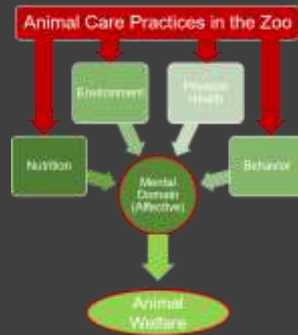 Animal Care Practices in the Zoo
Environment
Physical
Health
Nutrition
Mental
Domain
(Affective)
Behavior
Animal
Welfare